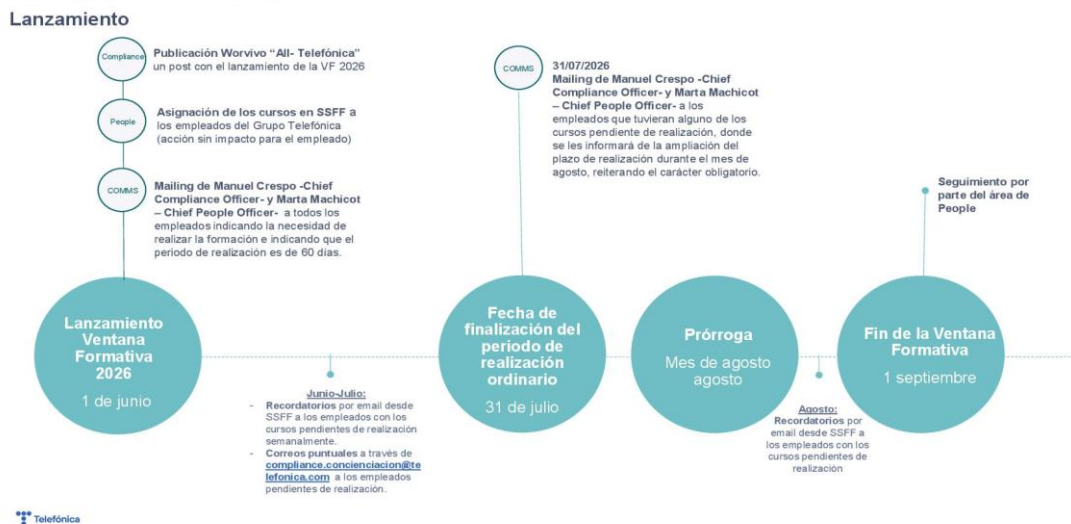 Lanzamiento
Compliance
Publicación Worvivo “All- Telefónica”
un post con el lanzamiento de la VF 2026
People
Asignación de los cursos en SSFF a
los empleados del Grupo Telefónica
(acción sin impacto para el empleado)
COMMS
Mailing de Manuel Crespo -Chief
Compliance Officer- y Marta Machicot
– Chief People Officer- a todos los
empleados indicando la necesidad de
realizar la formación e indicando que el
periodo de realización es de 60 días.
Lanzamiento
Ventana
Formativa
2026
1 de junio
Junio-Julio:
- Recordatorios por email desde
SSFF a los empleados con los
cursos pendientes de realización
semanalmente.
- Correos puntuales a través de
compliance.concienciacion@te
lefonica.com a los empleados
pendientes de realización.
COMMS
31/07/2026
Mailing de Manuel Crespo -Chief
Compliance Officer- y Marta Machicot
– Chief People Officer- a los
empleados que tuvieran alguno de los
cursos pendiente de realización, donde
se les informará de la ampliación del
plazo de realización durante el mes de
agosto, reiterando el carácter obligatorio.
Fecha de
finalización del
periodo de
realización
ordinario
31 de julio
Prórroga
Mes de agosto
agosto
Agosto:
Recordatorios por
email desde SSFF a
los empleados con los
cursos pendientes de
realización
Seguimiento por
parte del área de
People
Fin de la Ventana
Formativa
1 septiembre
Telefónica